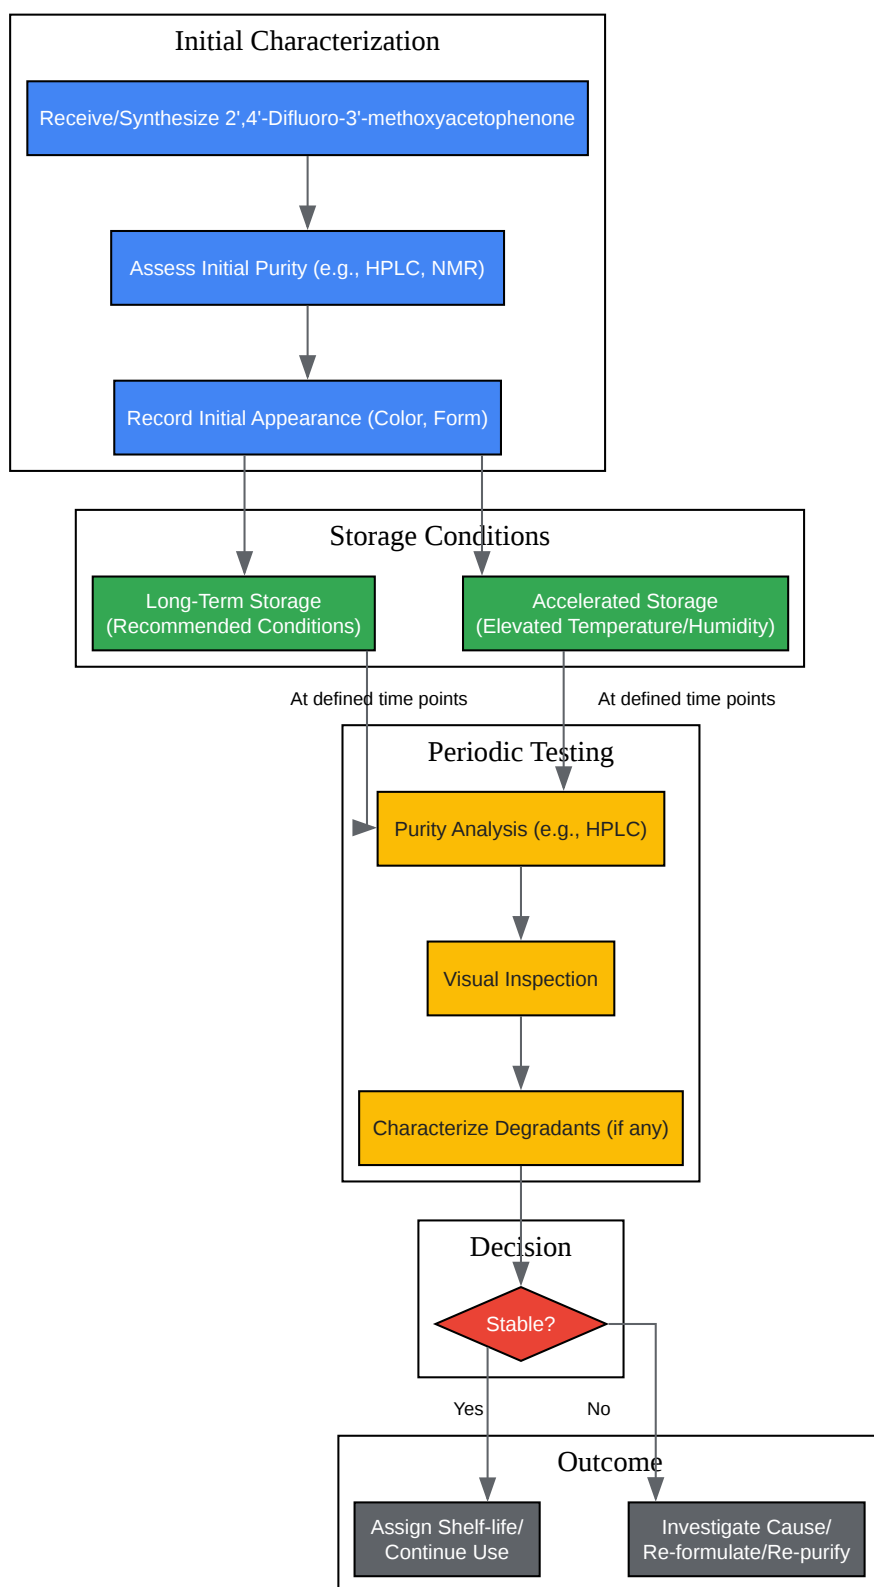 Initial Characterization
Receive/Synthesize 2',4'-Difluoro-3'-methoxyacetophenone
Assess Initial Purity (e.g., HPLC, NMR)
Record Initial Appearance (Color, Form)
Storage Conditions
Long-Term Storage
(Recommended Conditions)
Accelerated Storage
(Elevated Temperature/Humidity)
At defined time points
At defined time points
Periodic Testing
Purity Analysis (e.g., HPLC)
Visual Inspection
Characterize Degradants (if any)
Decision
Stable?
Yes
No
Outcome
Assign Shelf-life/
Continue Use
Investigate Cause/
Re-formulate/Re-purify